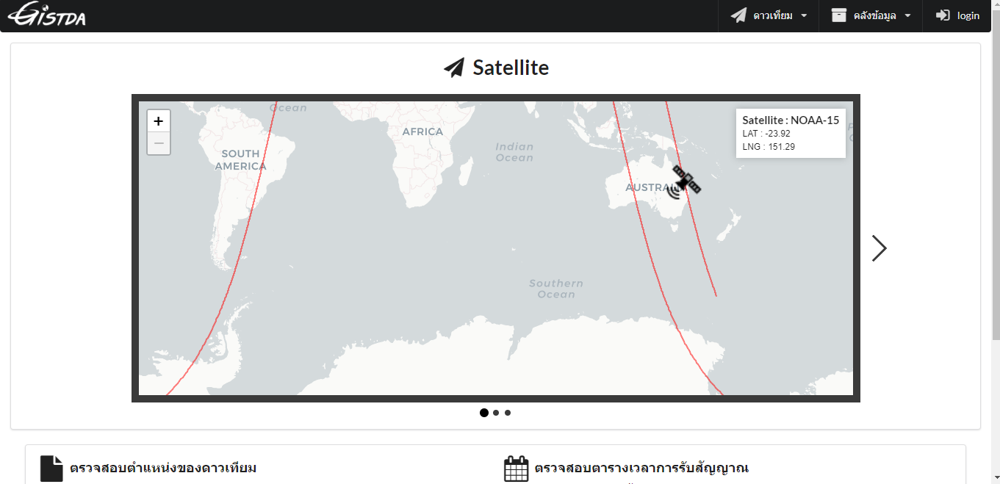 GISTDA
ดาวเทียม
คลังข้อมูล
login
Satellite
+
−
Ocean
AFRICA
Indian
Ocean
SOUTH
AMERICA
Satellite : NOAA-15
LAT : -23.92
LNG : 151.29
AUSTRAL
Southern
Ocean
ตรวจสอบตำแหน่งของดาวเทียม
ตรวจสอบตารางเวลาการรับสัญญาณ